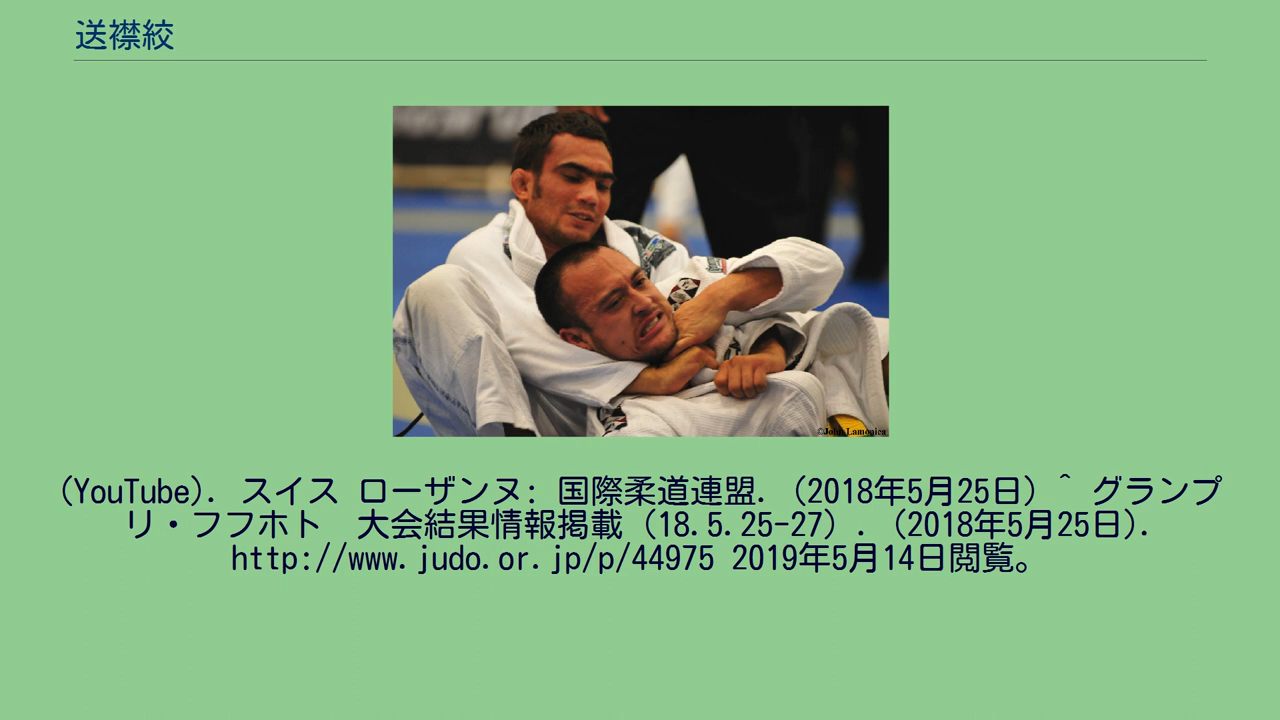 送襟絞
©John Lamonica
(YouTube). スイス ローザンヌ: 国際柔道連盟. (2018年5月25日) ^ グランプ
リ・フフホト　大会結果情報掲載（18.5.25-27）. (2018年5月25日).
http://www.judo.or.jp/p/44975 2019年5月14日閲覧。